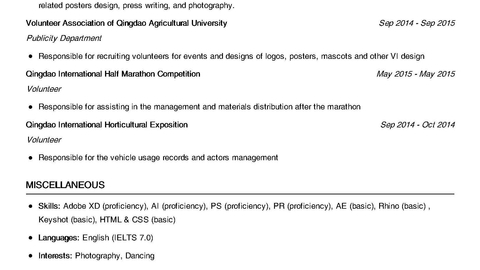 related posters design, press writing, and photography.
Volunteer Association of Qingdao Agricultural University Sep 2014 - Sep 2015
Publicity Department
• Responsible for recruiting volunteers for events and designs of logos, posters, mascots and other VI design
Qingdao International Half Marathon Competition May 2015 - May 2015
Volunteer
• Responsible for assisting in the management and materials distribution after the marathon
Qingdao International Horticultural Exposition Sep 2014 - Oct 2014
Volunteer
• Responsible for the vehicle usage records and actors management
MISCELLANEOUS
• Skills: Adobe XD (proficiency), AI (proficiency), PS (proficiency), PR (proficiency), AE (basic), Rhino (basic) ,
Keyshot (basic), HTML & CSS (basic)
• Languages: English (IELTS 7.0)
• Interests: Photography, Dancing